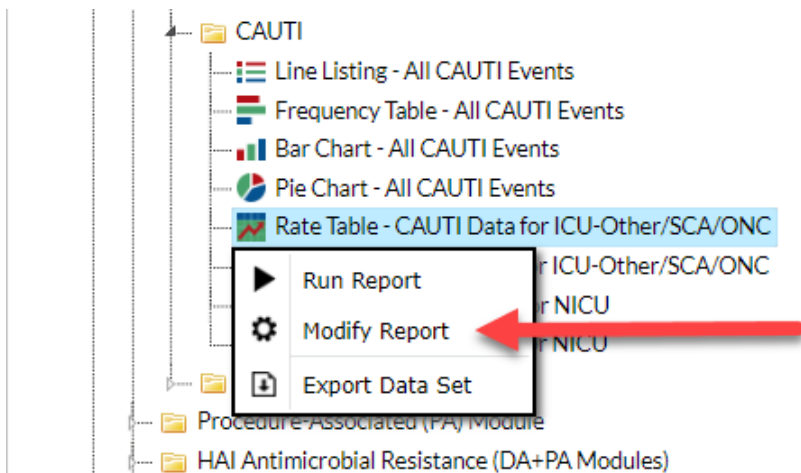 CAUTI
Line Listing - All CAUTI Events
Frequency Table - All CAUTI Events
Bar Chart - All CAUTI Events
Pie Chart - All CAUTI Events
Rate Table - CAUTI Data for ICU-Other/SCA/ONC
r ICU-Other/SCA/ONC
Run Report
r NICU
Modify Report
r NICU
Export Data Set
Procedure-Associated (PA) Module
HAI Antimicrobial Resistance (DA+PA Modules)